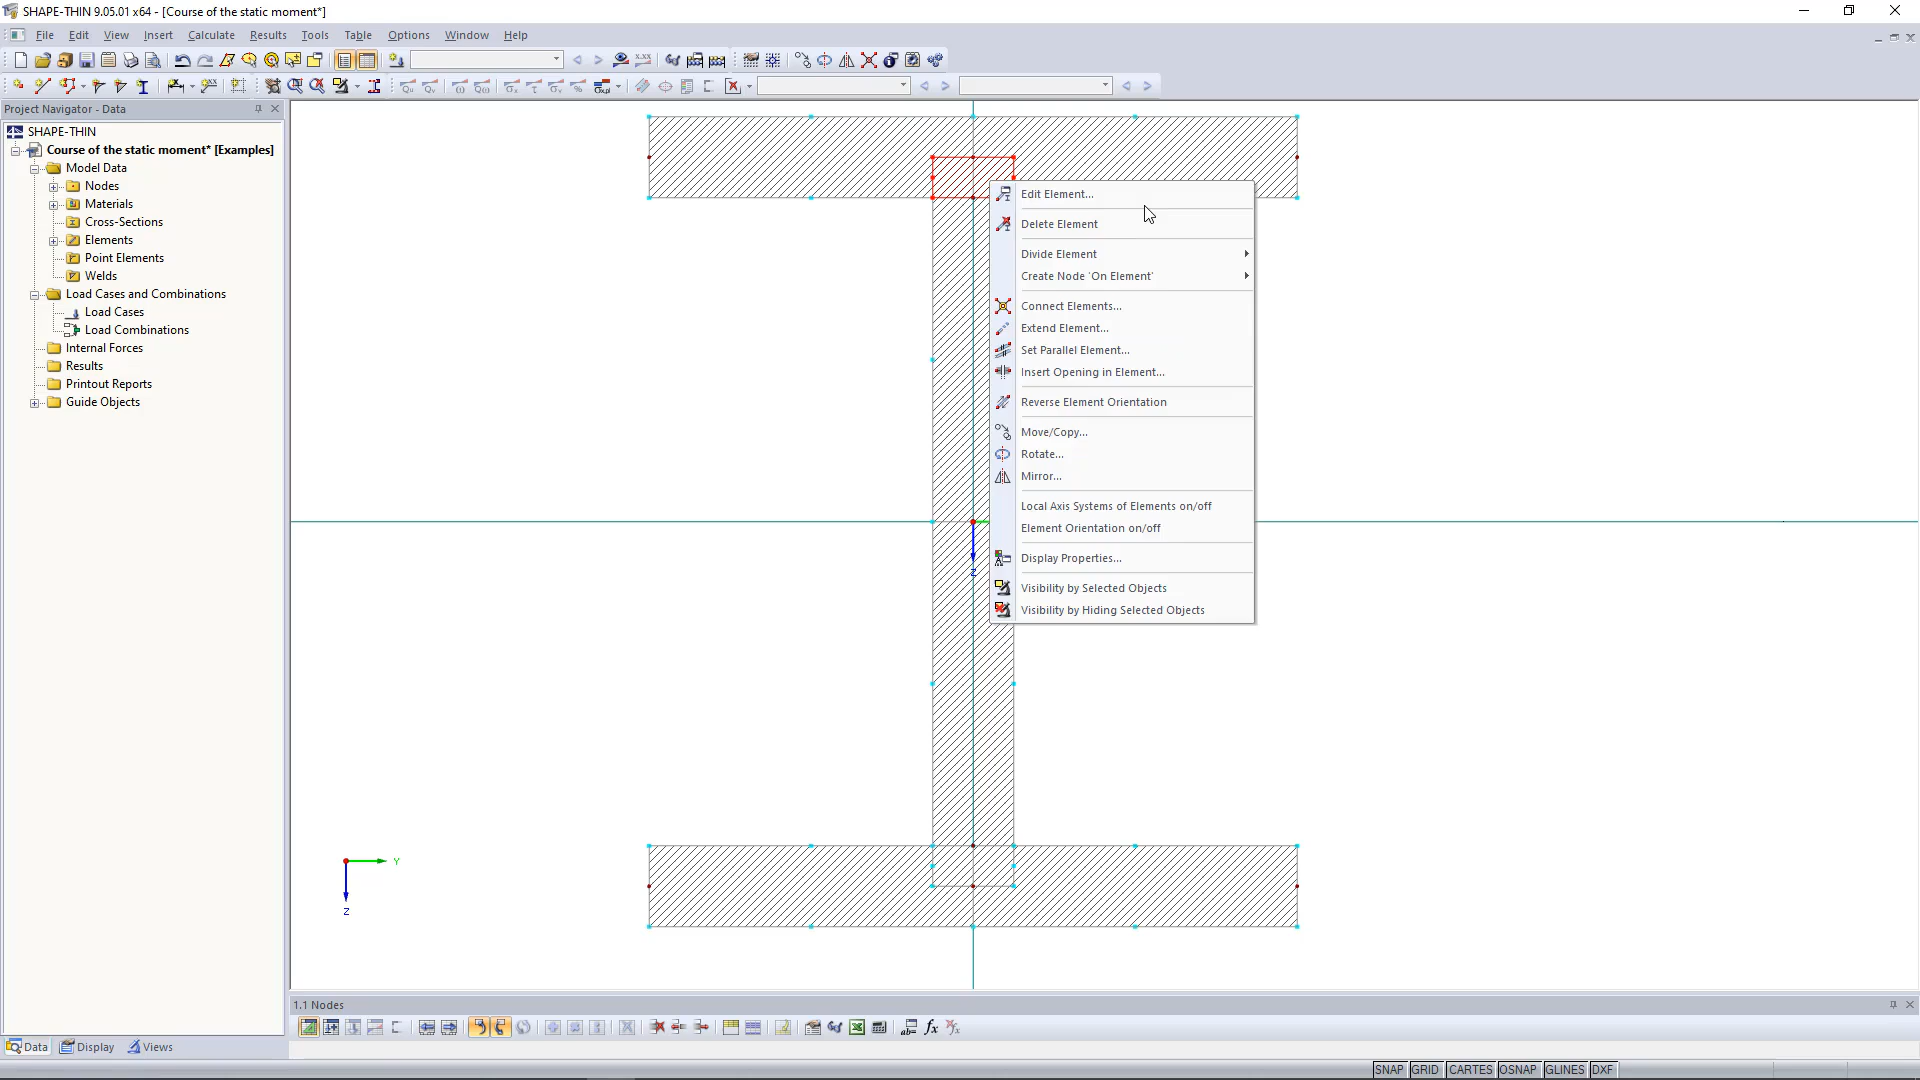 SHAPE-THIN 9.05.01 x64 - [Course of the static moment*]
File Edit View Insert Calculate Results Tools Table Options Window Help
Project Navigator - Data
SHAPE-THIN
Course of the static moment* [Examples]
Model Data
Nodes
Materials
Cross-Sections
Elements
Point Elements
Welds
Load Cases and Combinations
Load Cases
Load Combinations
Internal Forces
Results
Printout Reports
Guide Objects
Edit Element...
Delete Element
Divide Element
Create Node 'On Element'
Connect Elements...
Extend Element...
Set Parallel Element...
Insert Opening in Element...
Reverse Element Orientation
Move/Copy...
Rotate...
Mirror...
Local Axis Systems of Elements on/off
Element Orientation on/off
Display Properties...
Visibility by Selected Objects
Visibility by Hiding Selected Objects
Z
Y
Z
1.1 Nodes
Data Display Views
SNAP GRID CARTES OSNAP GLINES DXF